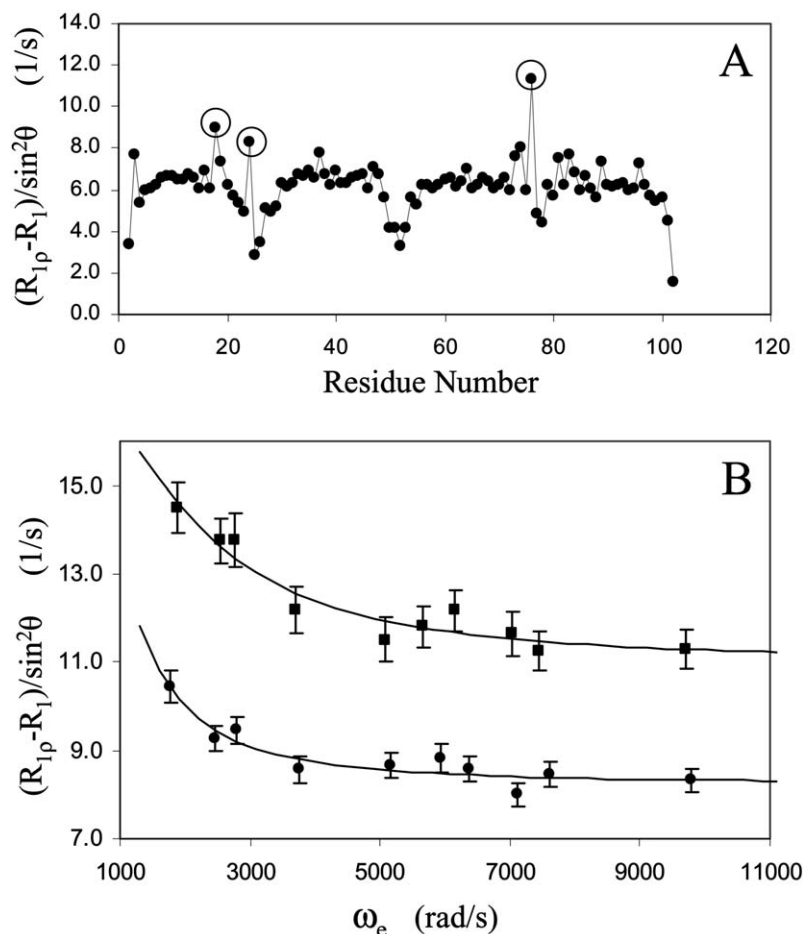 A
(R₁ρ-R₁)/sin²θ (1/s)
14.0
12.0
10.0
8.0
6.0
4.0
2.0
0.0
0 20 40 60 80 100 120
Residue Number
B
(R₁ρ-R₁)/sin²θ (1/s)
15.0
13.0
11.0
9.0
7.0
1000 3000 5000 7000 9000 11000
ωₑ (rad/s)